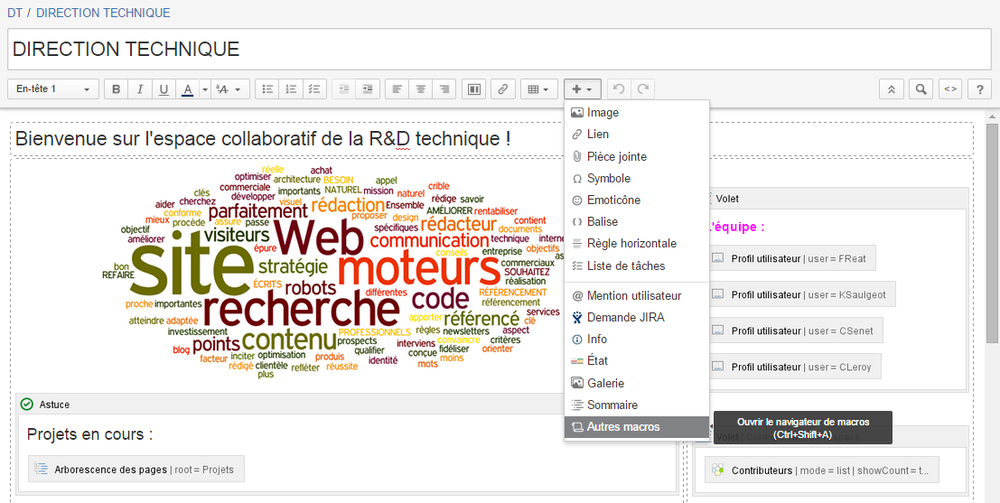 DT / DIRECTION TECHNIQUE
DIRECTION TECHNIQUE
En-tête 1
B I U A ªA
< >
?
Bienvenue sur l'espace collaboratif de la R&D technique !
réelle achat
optimiser architecture BESOIN appel
commerciale importants NATUREL mission crible
clés développer visuel naturel rédige savoir
aider cherchez parfaitement rédaction Ensemble AMÉLIORER rentabiliser
conforme assure passe proposer design rédacteur contient
mieux procède visiteurs Web spécifiques documents
objectif améliorer épure communication technique
conseils entreprise objectifs
bon REFAIRE site stratégie moteurs commerciaux SOUHAITEZ
ÉCRITS robots différentes code RÉFÉRENCEMENT réalisation
proche importantes recherche référencement
atteindre adaptée apporter référencé services clé
investissement PROFESSIONNELS règles newsletters aspect
blog points contenu prospects interviens convaincre critères
facteur inciter optimisation produis qualifier conçue fidéliser orienter
rédigé clientèle refléter réussite identité mots moins
plus
Image
Lien
Pièce jointe
Symbole
Emoticône
Balise
Règle horizontale
Liste de tâches
@ Mention utilisateur
Demande JIRA
Info
État
Galerie
Sommaire
Autres macros
Ouvrir le navigateur de macros
(Ctrl+Shift+A)
Volet
L'équipe :
Profil utilisateur | user = FReat
Profil utilisateur | user = KSaulgeot
Profil utilisateur | user = CSenet
Profil utilisateur | user = CLeroy
Astuce
Projets en cours :
Arborescence des pages | root = Projets
Volet
Contributeurs | mode = list | showCount = t...